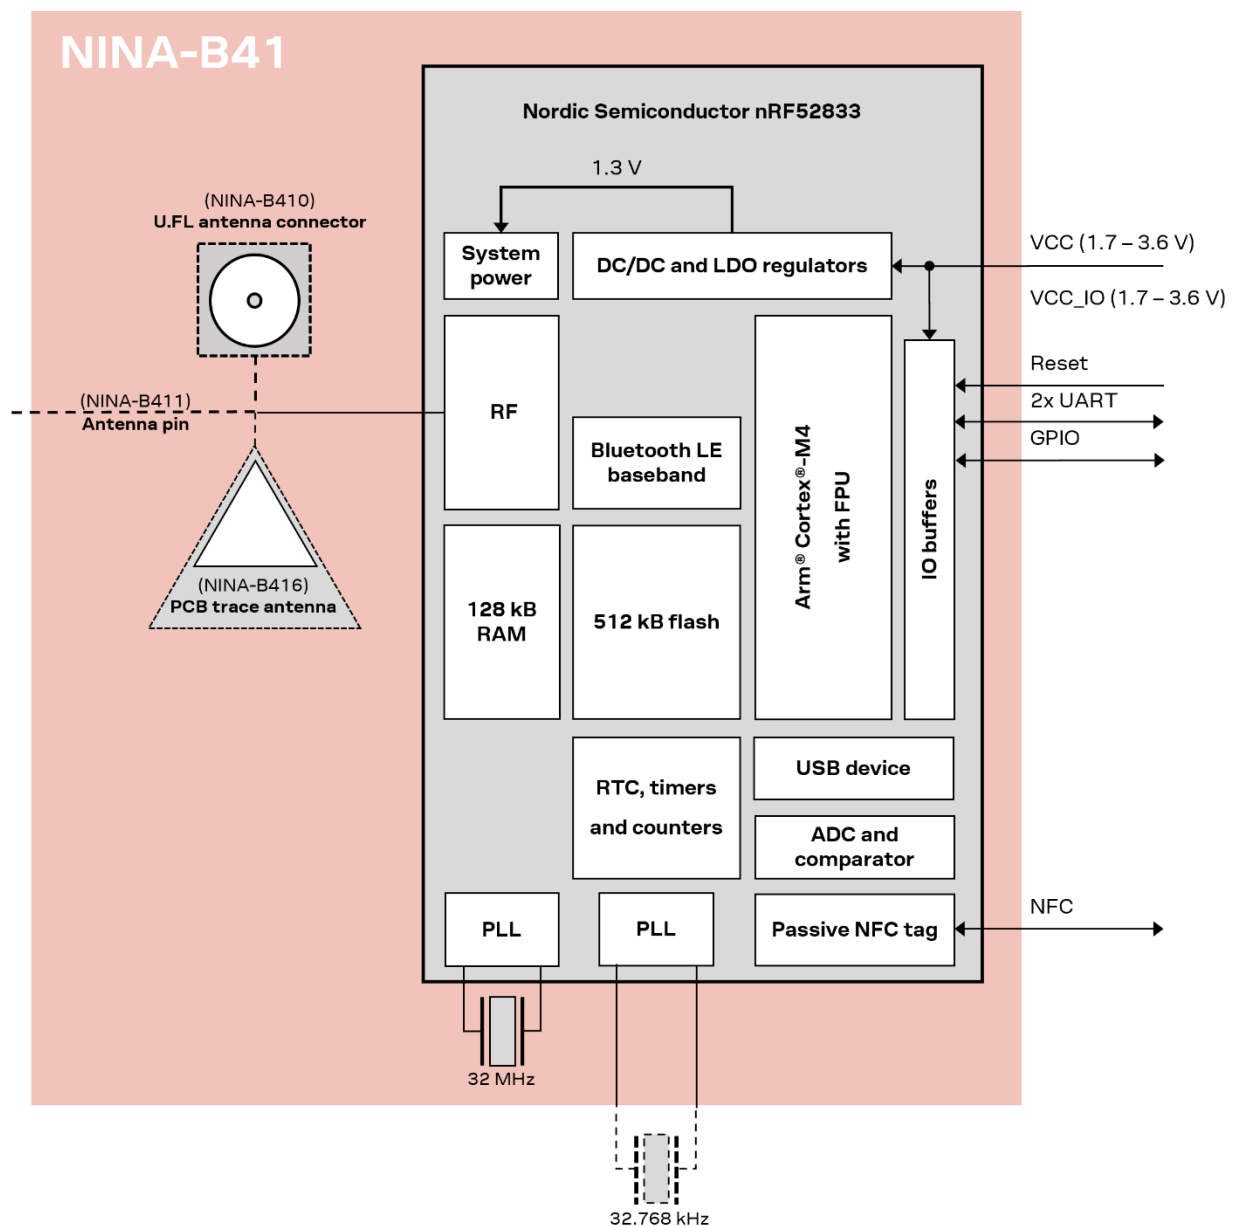 NINA-B41
Nordic Semiconductor nRF52833
1.3 V
(NINA-B410)
U.FL antenna connector
System
power
DC/DC and LDO regulators
VCC (1.7 – 3.6 V)
VCC_IO (1.7 – 3.6 V)
Reset
2x UART
GPIO
(NINA-B411)
Antenna pin
RF
Bluetooth LE
baseband
Arm® Cortex®-M4
with FPU
IO buffers
(NINA-B416)
PCB trace antenna
128 kB
RAM
512 kB flash
RTC, timers
and counters
USB device
ADC and
comparator
PLL
PLL
Passive NFC tag
NFC
32 MHz
32.768 kHz